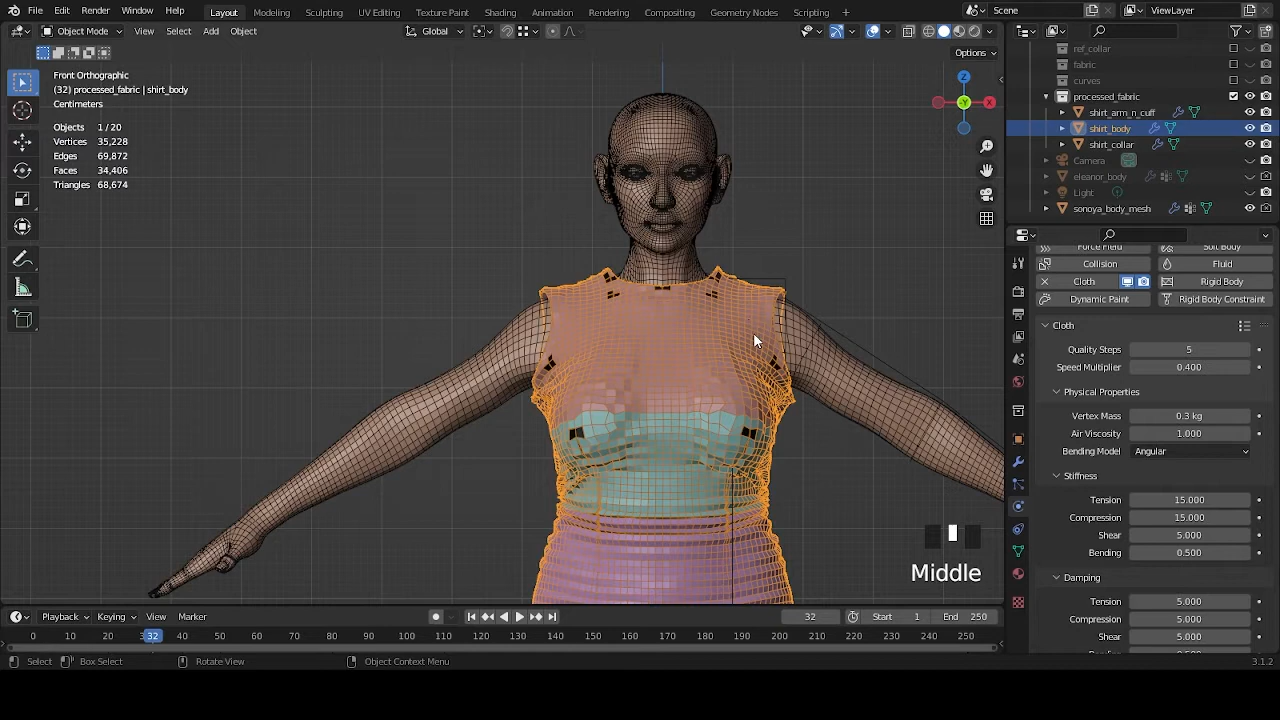 File Edit Render Window Help
Layout Modeling Sculpting UV Editing Texture Paint Shading Animation Rendering Compositing Geometry Nodes Scripting +
Scene
ViewLayer
Object Mode View Select Add Object
Global
Options
Front Orthographic
(32) processed_fabric | shirt_body
Centimeters
Objects 1 / 20
Vertices 35,228
Edges 69,872
Faces 34,406
Triangles 68,674
Z
X
-Y
ref_collar
fabric
curves
processed_fabric
shirt_arm_n_cuff
shirt_body
shirt_collar
Camera
eleanor_body
Light
sonoya_body_mesh
Force Field Soft Body
Collision Fluid
Cloth Rigid Body
Dynamic Paint Rigid Body Constraint
Cloth
Quality Steps 5
Speed Multiplier 0.400
Physical Properties
Vertex Mass 0.3 kg
Air Viscosity 1.000
Bending Model Angular
Stiffness
Tension 15.000
Compression 15.000
Shear 5.000
Bending 0.500
Damping
Tension 5.000
Compression 5.000
Shear 5.000
Middle
Playback Keying View Marker
32 Start 1 End 250
0 10 20 32 40 50 60 70 80 90 100 110 120 130 140 150 160 170 180 190 200 210 220 230 240 250
Select Box Select Rotate View Object Context Menu
3.1.2